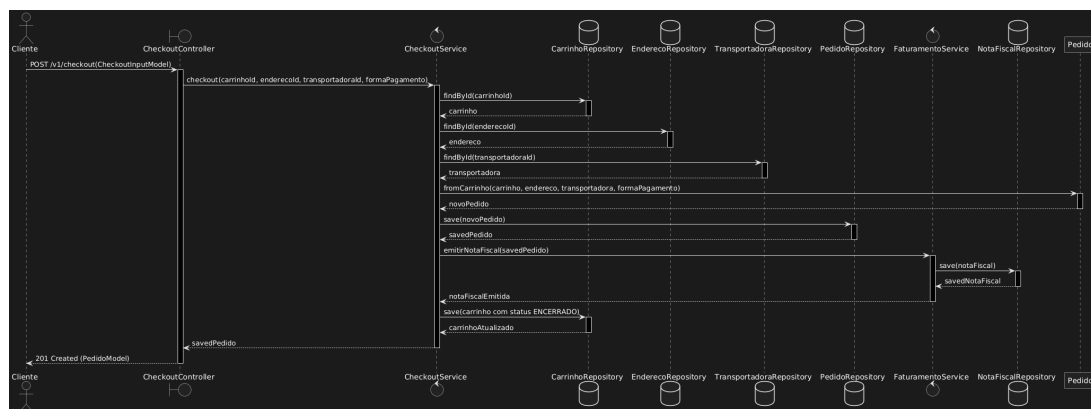 Cliente
CheckoutController
CheckoutService
CarrinhoRepository
EnderecoRepository
TransportadoraRepository
PedidoRepository
FaturamentoService
NotaFiscalRepository
Pedido
POST /v1/checkout(CheckoutInputModel)
checkout(carrinhoId, enderecoId, transportadoraId, formaPagamento)
findById(carrinhoId)
carrinho
findById(enderecoId)
endereco
findById(transportadoraId)
transportadora
fromCarrinho(carrinho, endereco, transportadora, formaPagamento)
novoPedido
save(novoPedido)
savedPedido
emitirNotaFiscal(savedPedido)
save(notaFiscal)
savedNotaFiscal
notaFiscalEmitida
save(carrinho com status ENCERRADO)
carrinhoAtualizado
savedPedido
201 Created (PedidoModel)
Cliente
CheckoutController
CheckoutService
CarrinhoRepository
EnderecoRepository
TransportadoraRepository
PedidoRepository
FaturamentoService
NotaFiscalRepository
Pedido